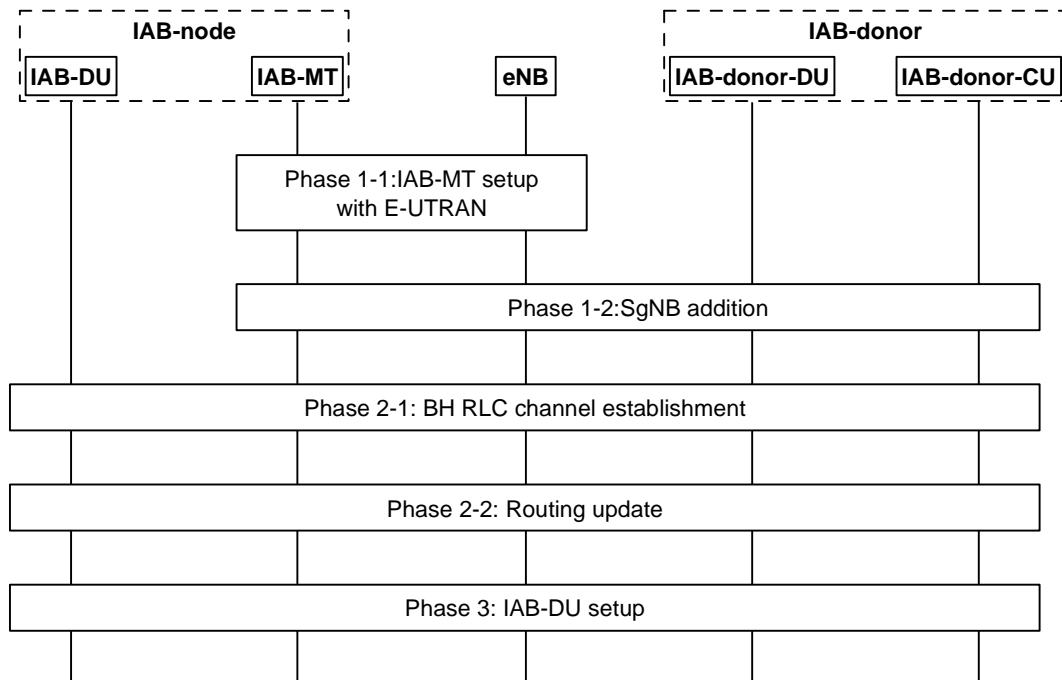 IAB-node
IAB-donor
IAB-DU
IAB-MT
eNB
IAB-donor-DU
IAB-donor-CU
Phase 1-1:IAB-MT setup
with E-UTRAN
Phase 1-2:SgNB addition
Phase 2-1: BH RLC channel establishment
Phase 2-2: Routing update
Phase 3: IAB-DU setup